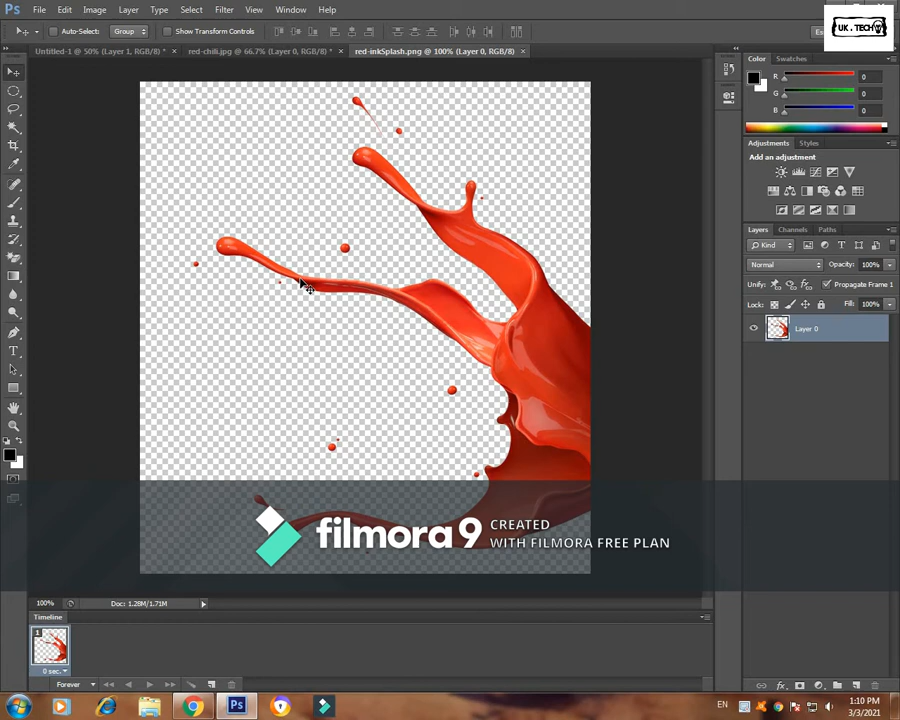 Ps File Edit Image Layer Type Select Filter View Window Help
UK . TECH
Auto-Select: Group Show Transform Controls
Untitled-1 @ 50% (Layer 1, RGB/8) * × red-chili.jpg @ 66.7% (Layer 0, RGB/8) * × red-inkSplash.png @ 100% (Layer 0, RGB/8) ×
Color Swatches
R 0
G 0
B 0
Adjustments Styles
Add an adjustment
Layers Channels Paths
Kind
Normal Opacity: 100%
Unify: Propagate Frame 1
Lock: Fill: 100%
Layer 0
filmora9 CREATED
WITH FILMORA FREE PLAN
100% Doc: 1.28M/1.71M
Timeline
1
0 sec.
Forever
fx
EN 1:10 PM
3/3/2021